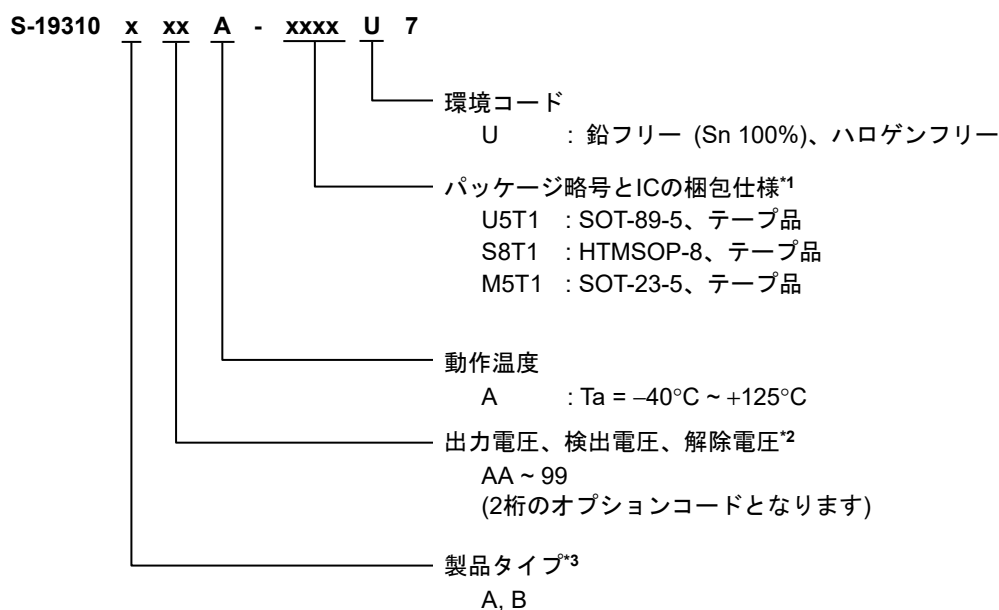 S-19310 x xx A - xxxx U 7
環境コード
U : 鉛フリー (Sn 100%)、ハロゲンフリー
パッケージ略号とICの梱包仕様*1
U5T1 : SOT-89-5、テープ品
S8T1 : HTMSOP-8、テープ品
M5T1 : SOT-23-5、テープ品
動作温度
A : Ta = −40°C ~ +125°C
出力電圧、検出電圧、解除電圧*2
AA ~ 99
(2桁のオプションコードとなります)
製品タイプ*3
A, B